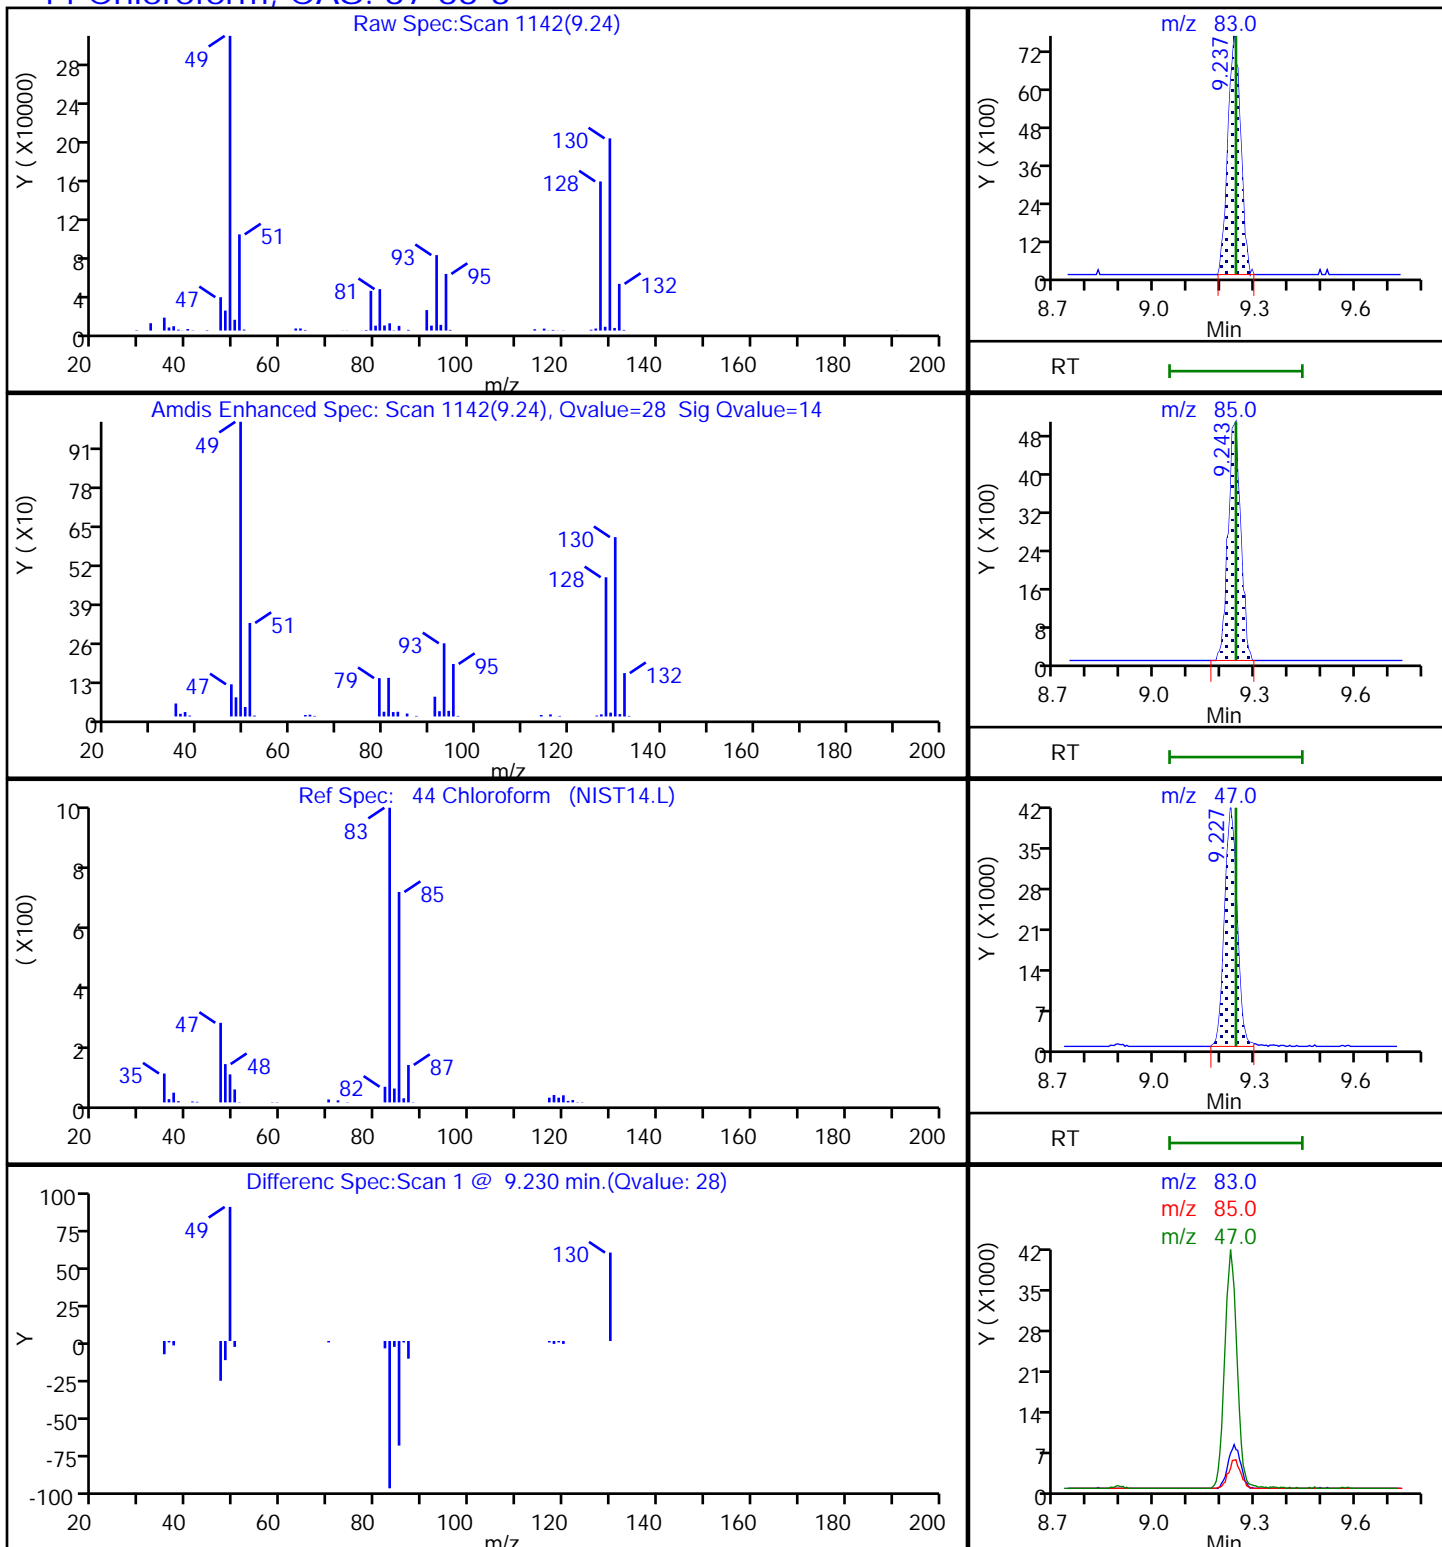 Raw Spec:Scan 1142(9.24)
Y ( X10000)
28
24
20
16
12
8
4
0
49
51
47
81
93
95
130
128
132
20 40 60 80 100 120 140 160 180 200
m/z
m/z 83.0
Y ( X100)
72
60
48
36
24
12
0
9.237
8.7 9.0 9.3 9.6
Min
RT
Amdis Enhanced Spec: Scan 1142(9.24), Qvalue=28 Sig Qvalue=14
Y ( X10)
91
78
65
52
39
26
13
0
49
51
47
79
93
95
130
128
132
20 40 60 80 100 120 140 160 180 200
m/z
m/z 85.0
Y ( X100)
48
40
32
24
16
8
0
9.243
8.7 9.0 9.3 9.6
Min
RT
Ref Spec: 44 Chloroform (NIST14.L)
( X100)
10
8
6
4
2
0
83
85
47
48
35
82
87
20 40 60 80 100 120 140 160 180 200
m/z 47.0
Y ( X1000)
42
35
28
21
14
7
0
9.227
8.7 9.0 9.3 9.6
Min
RT
Differenc Spec:Scan 1 @ 9.230 min.(Qvalue: 28)
Y
100
75
50
25
0
-25
-50
-75
-100
49
130
20 40 60 80 100 120 140 160 180 200
m/z
m/z 83.0
m/z 85.0
m/z 47.0
Y ( X1000)
42
35
28
21
14
7
0
8.7 9.0 9.3 9.6
Min